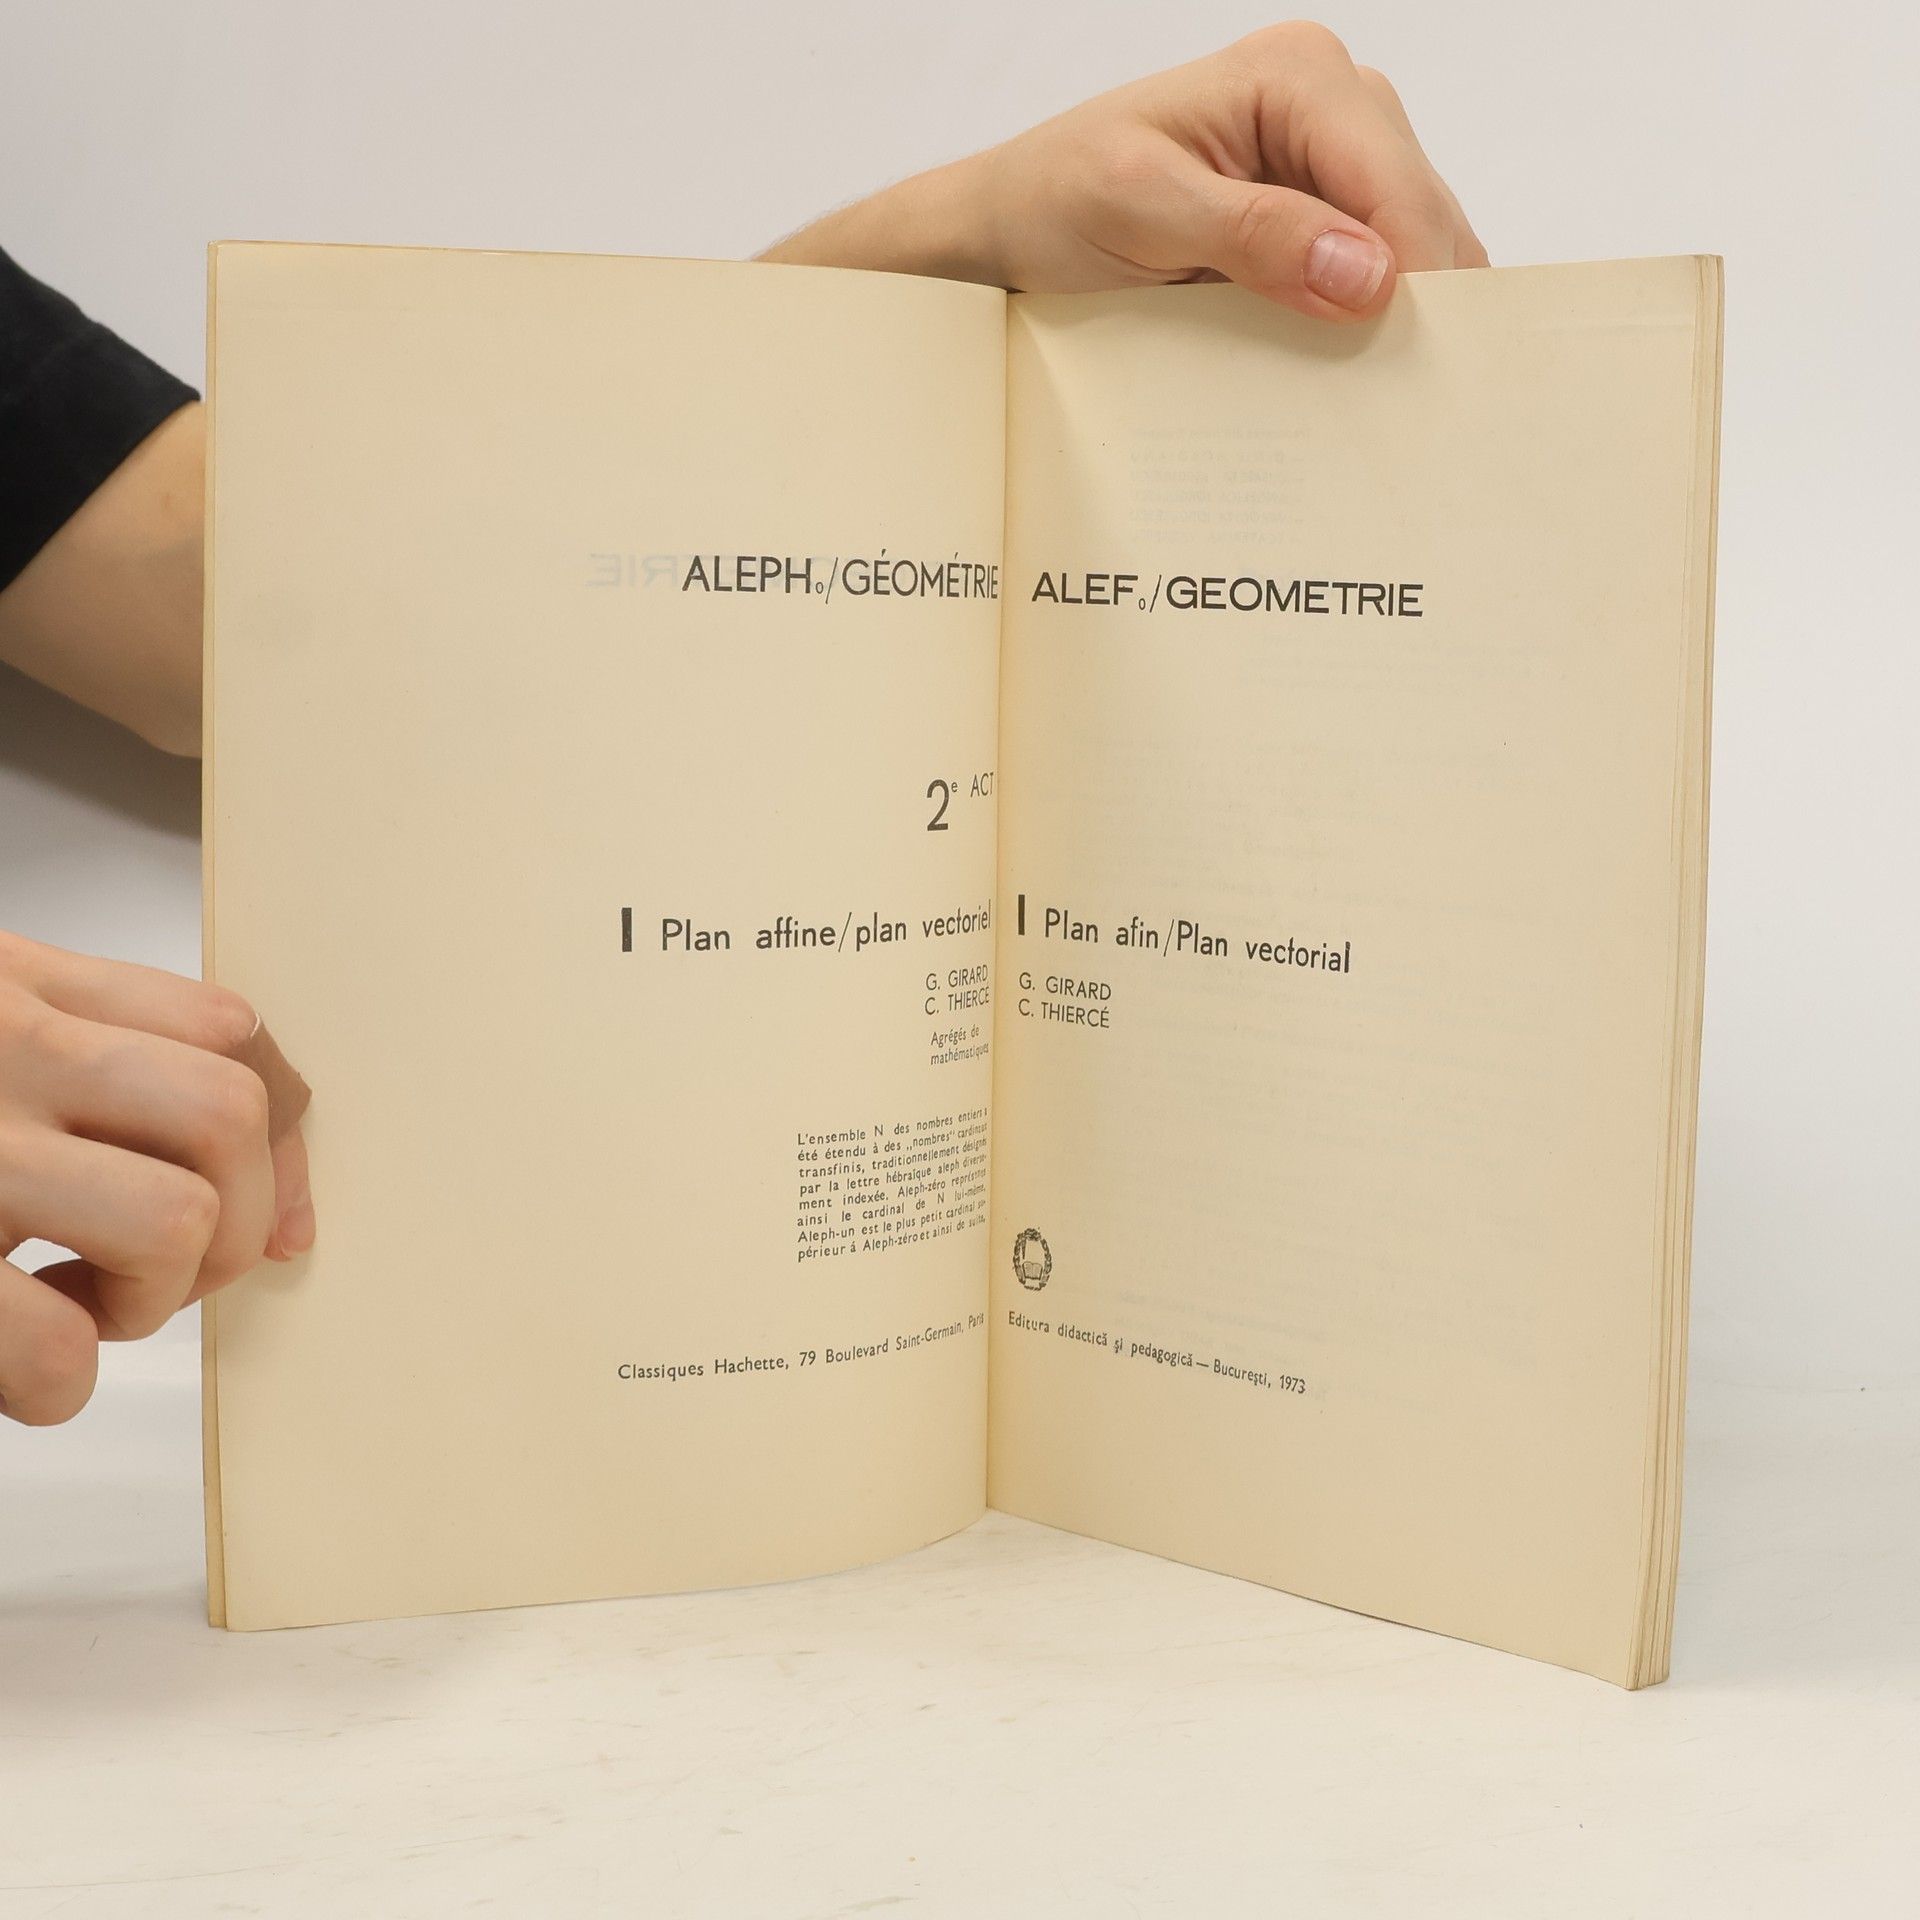 ALEPH₀/GÉOMÉTRIE
2e ACT
I Plan affine/plan vectoriel
G. GIRARD
C. THIERCÉ
Agrégés de
mathématiques
L'ensemble N des nombres entiers a
été étendu à des „nombres" cardinaux
transfinis, traditionnellement désignés
par la lettre hébraïque aleph diverse-
ment indexée. Aleph-zéro représentes
ainsi le cardinal de N lui-même,
Aleph-un est le plus petit cardinal su-
périeur á Aleph-zéro et ainsi de suite.
Classiques Hachette, 79 Boulevard Saint-Germain, Paris
ALEF₀/GEOMETRIE
I Plan afin/Plan vectorial
G. GIRARD
C. THIERCÉ
Editura didactică și pedagogică — București, 1973